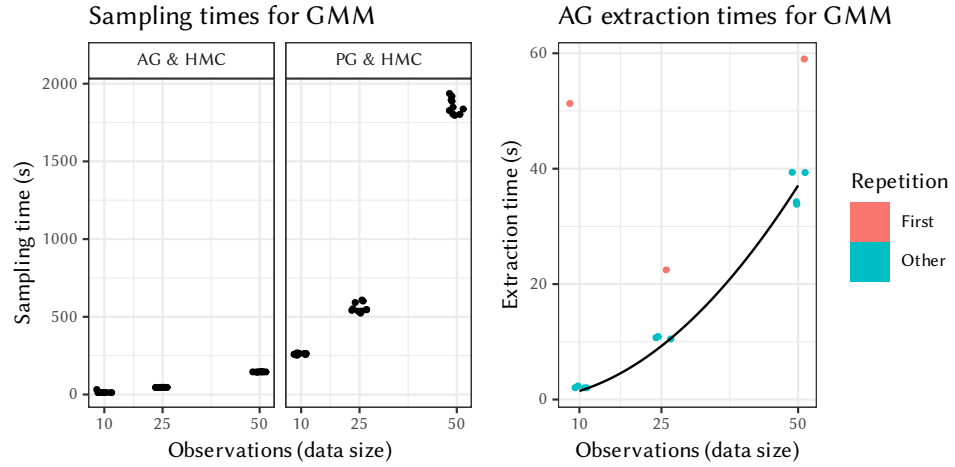 Sampling times for GMM
AG & HMC
PG & HMC
Sampling time (s)
2000
1500
1000
500
0
10
25
50
10
25
50
Observations (data size)
AG extraction times for GMM
Extraction time (s)
60
40
20
0
10
25
50
Observations (data size)
Repetition
First
Other